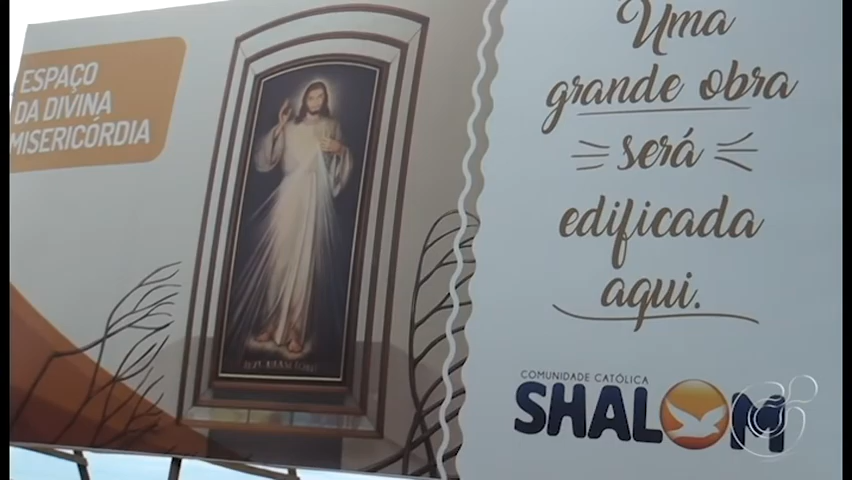 ESPAÇO
DA DIVINA
MISERICÓRDIA
Uma
grande obra
será
edificada
aqui.
COMUNIDADE CATÓLICA
SHALOM